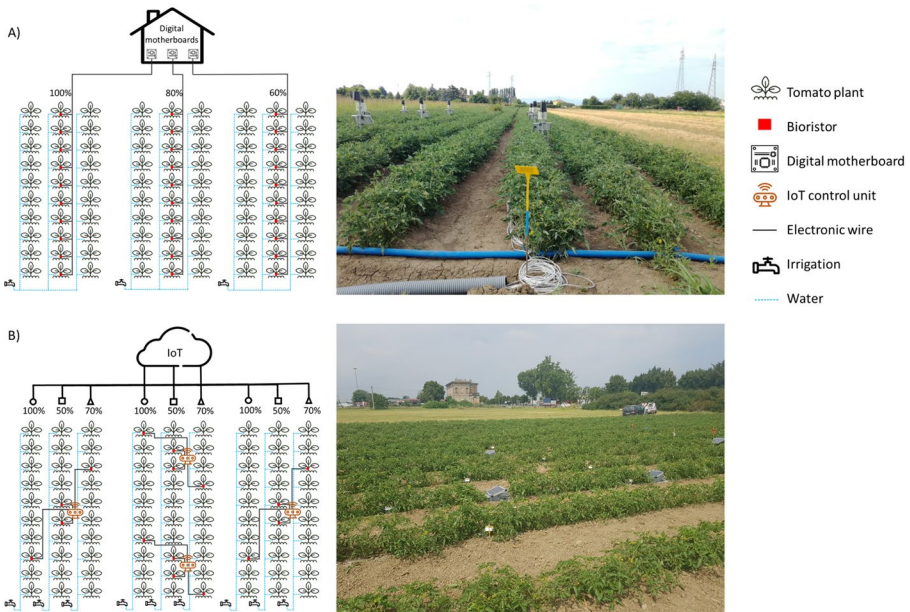 A)
Digital
motherboards
100%
80%
60%
Tomato plant
Bioristor
Digital motherboard
IoT control unit
Electronic wire
Irrigation
Water
B)
IoT
100% 50% 70%
100% 50% 70%
100% 50% 70%